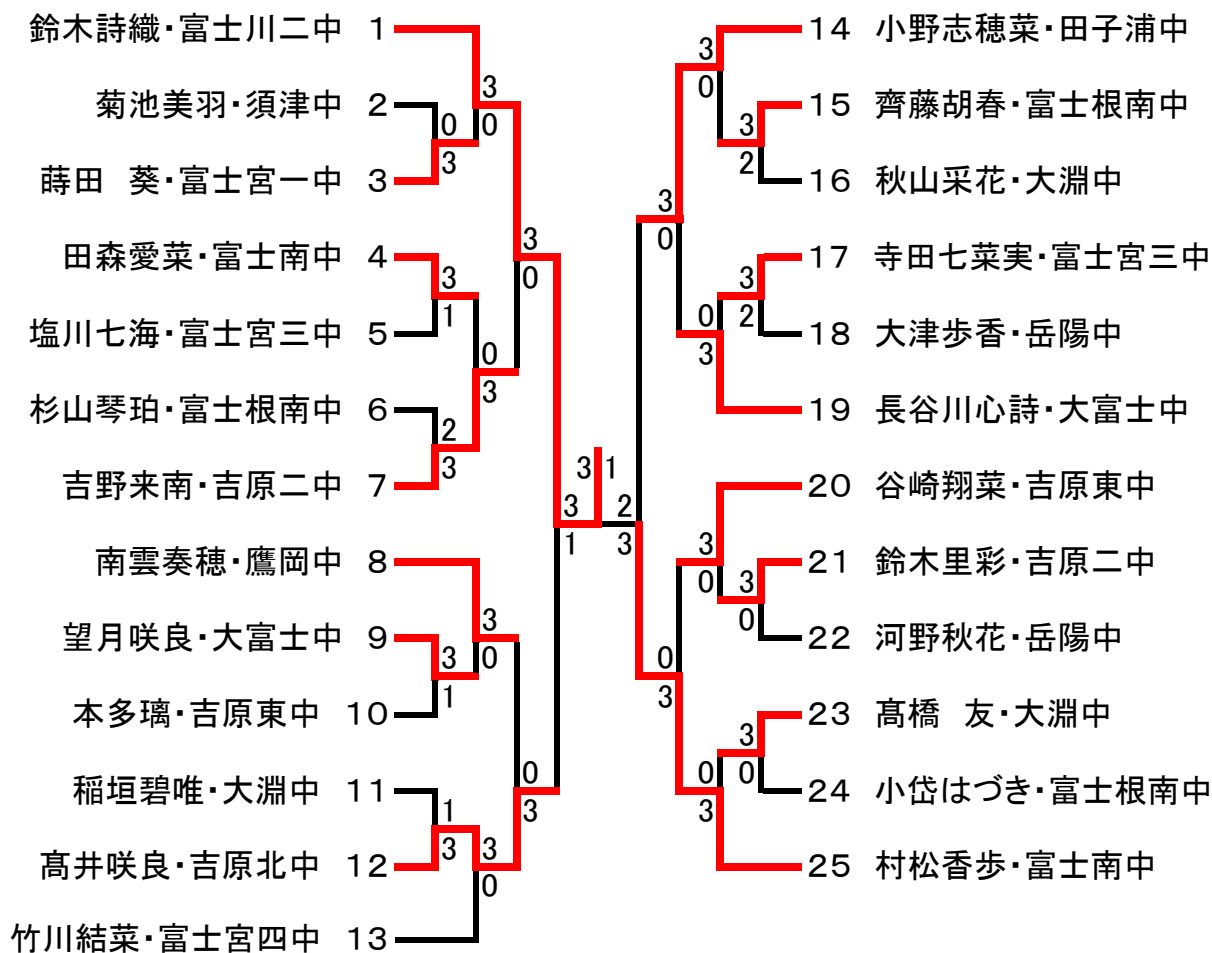 鈴木詩織・富士川二中 1
菊池美羽・須津中 2
蒔田 葵・富士宮一中 3
田森愛菜・富士南中 4
塩川七海・富士宮三中 5
杉山琴珀・富士根南中 6
吉野来南・吉原二中 7
南雲奏穂・鷹岡中 8
望月咲良・大富士中 9
本多璃・吉原東中 10
稲垣碧唯・大淵中 11
髙井咲良・吉原北中 12
竹川結菜・富士宮四中 13
3
0
0
3
3
0
3
1
0
3
2
3
3
1
3
0
3
1
0
3
1
3
3
0
3
1
3 1
2
3
3
0
3
0
3
2
0
3
3
2
0
3
3
0
3
0
0
3
3
0
14 小野志穂菜・田子浦中
15 齊藤胡春・富士根南中
16 秋山采花・大淵中
17 寺田七菜実・富士宮三中
18 大津歩香・岳陽中
19 長谷川心詩・大富士中
20 谷崎翔菜・吉原東中
21 鈴木里彩・吉原二中
22 河野秋花・岳陽中
23 髙橋 友・大淵中
24 小岱はづき・富士根南中
25 村松香歩・富士南中